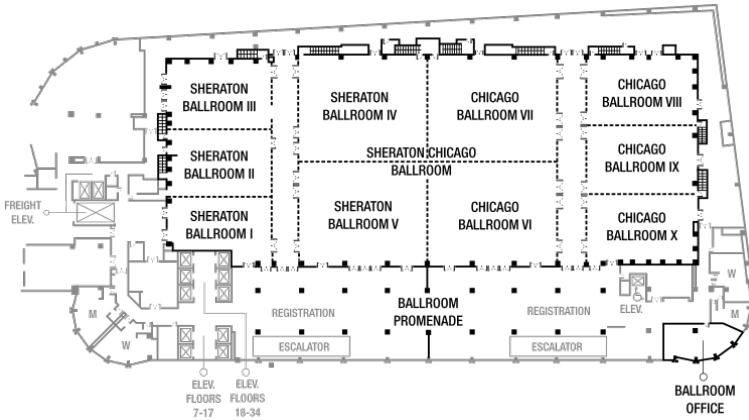 SHERATON
BALLROOM III
SHERATON
BALLROOM IV
CHICAGO
BALLROOM VII
CHICAGO
BALLROOM VIII
SHERATON
BALLROOM II
SHERATON CHICAGO
BALLROOM
CHICAGO
BALLROOM IX
FREIGHT
ELEV.
SHERATON
BALLROOM I
SHERATON
BALLROOM V
CHICAGO
BALLROOM VI
CHICAGO
BALLROOM X
W
M
M
W
REGISTRATION
BALLROOM
PROMENADE
REGISTRATION
ELEV.
ESCALATOR
ESCALATOR
ELEV.
FLOORS
7-17
ELEV.
FLOORS
18-34
BALLROOM
OFFICE